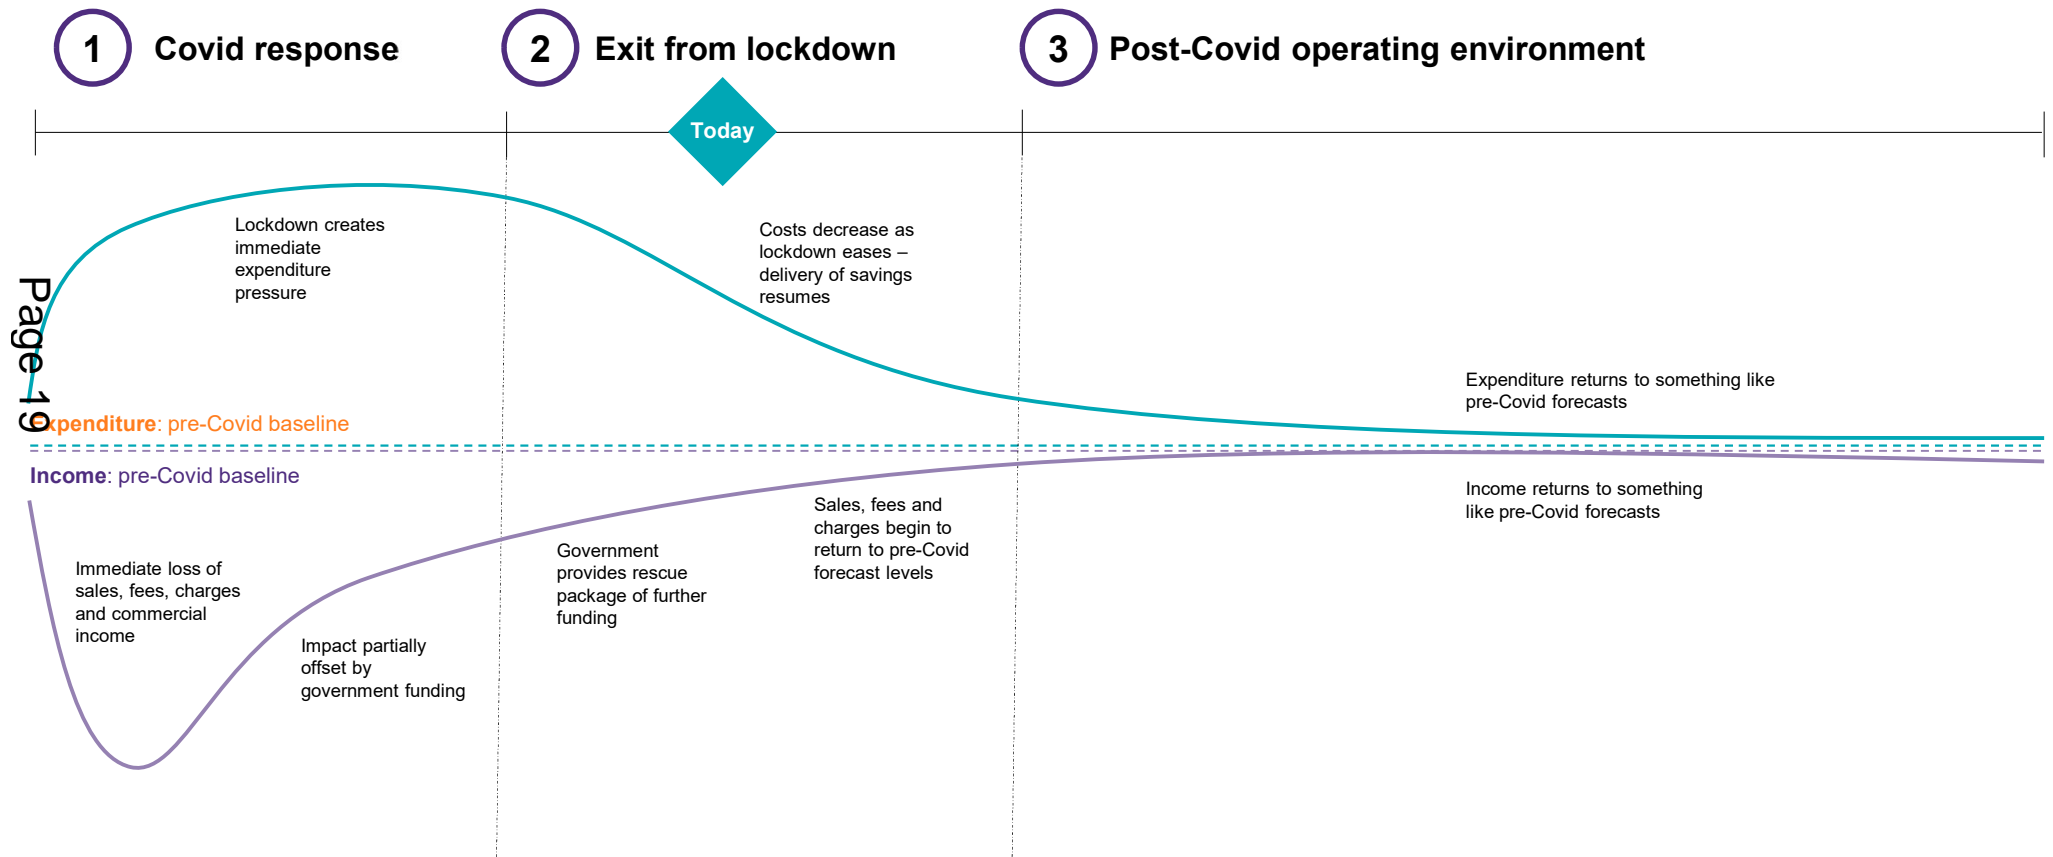 1
Covid response
2
Exit from lockdown
3
Post-Covid operating environment
Today
Lockdown creates
immediate
expenditure
pressure
Costs decrease as
lockdown eases –
delivery of savings
resumes
Page 19
Expenditure returns to something like
pre-Covid forecasts
Expenditure: pre-Covid baseline
Income: pre-Covid baseline
Income returns to something
like pre-Covid forecasts
Sales, fees and
charges begin to
return to pre-Covid
forecast levels
Government
provides rescue
package of further
funding
Immediate loss of
sales, fees, charges
and commercial
income
Impact partially
offset by
government funding